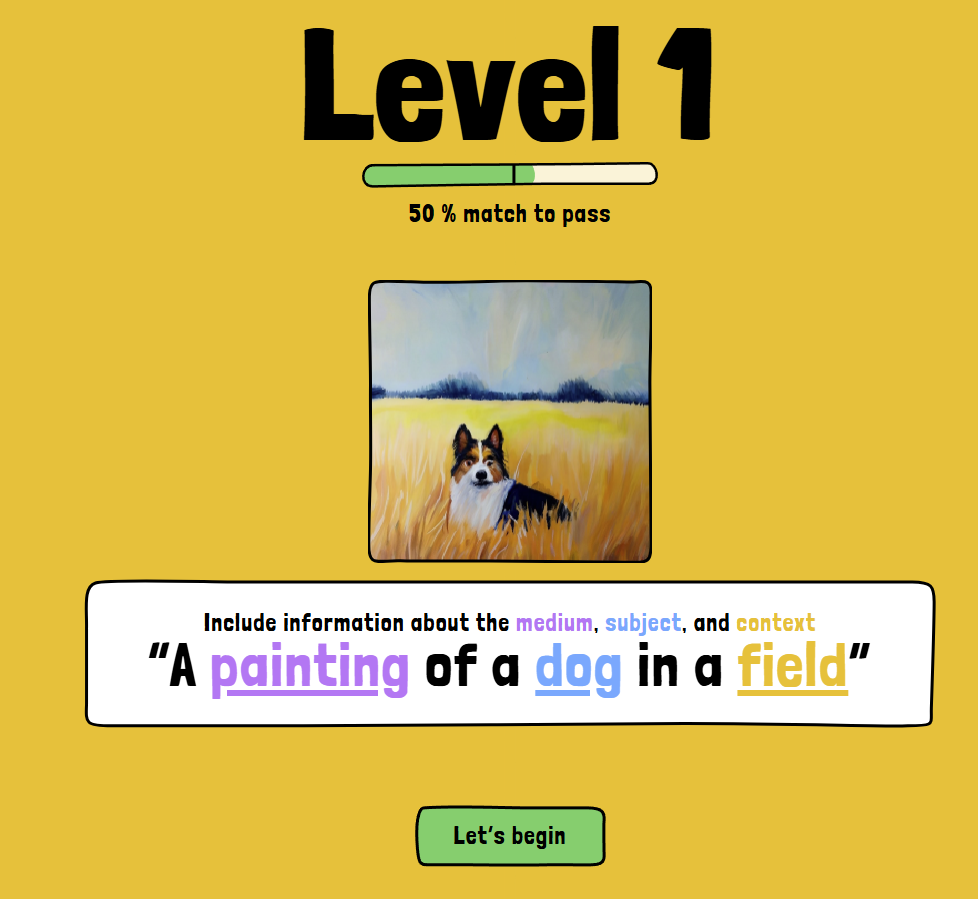 Level 1
50 % match to pass
Include information about the medium, subject, and context
“A painting of a dog in a field”
Let’s begin